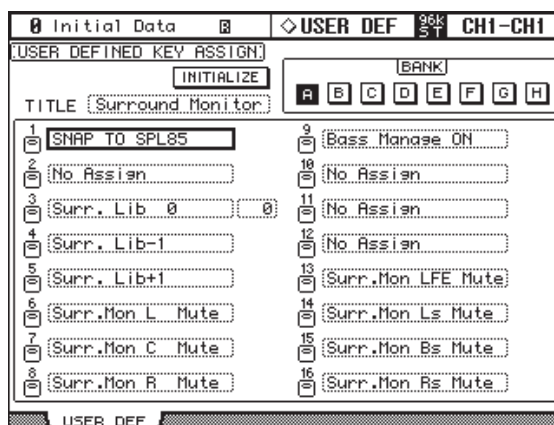 0 Initial Data R ◇USER DEF 96K ST CH1-CH1
USER DEFINED KEY ASSIGN
INITIALIZE
TITLE Surround Monitor
BANK
A B C D E F G H
1 SNAP TO SPL85
2 No Assign
3 Surr. Lib 0 0
4 Surr. Lib-1
5 Surr. Lib+1
6 Surr.Mon L Mute
7 Surr.Mon C Mute
8 Surr.Mon R Mute
9 Bass Manage ON
10 No Assign
11 No Assign
12 No Assign
13 Surr.Mon LFE Mute
14 Surr.Mon Ls Mute
15 Surr.Mon Bs Mute
16 Surr.Mon Rs Mute
USER DEF